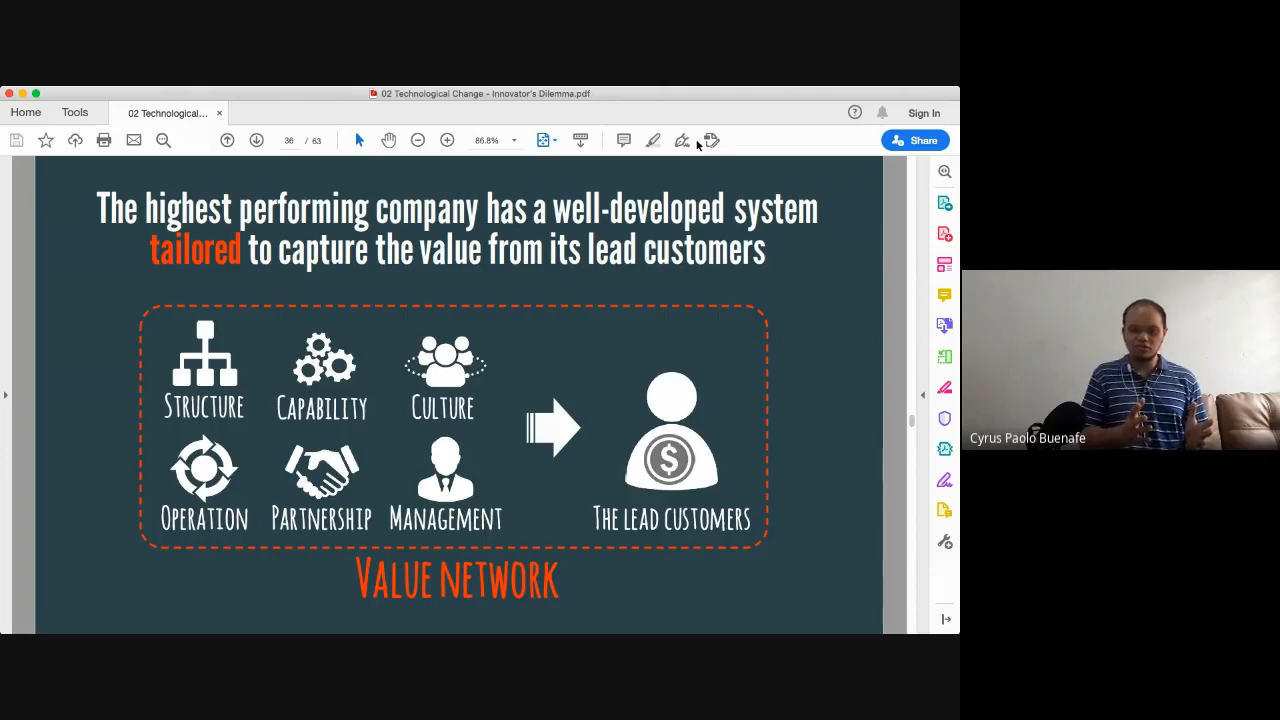 02 Technological Change - Innovator's Dilemma.pdf
Home
Tools
02 Technological...
×
?
Sign In
36 / 63
86.8%
Share
The highest performing company has a well-developed system
tailored to capture the value from its lead customers
STRUCTURE
CAPABILITY
CULTURE
$
OPERATION
PARTNERSHIP
MANAGEMENT
THE LEAD CUSTOMERS
VALUE NETWORK
Cyrus Paolo Buenafe